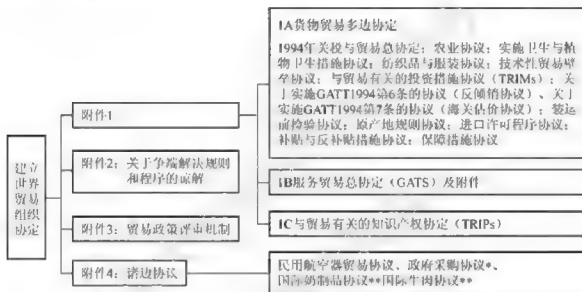 建立
世界
贸易
组织
协定
附件1
附件2：关于争端解决规则
和程序的谅解
附件3：贸易政策评审机制
附件4：诸边协议
1A货物贸易多边协定
1994年关税与贸易总协定；农业协议；实施卫生与植
物卫生措施协议；纺织品与服装协议；技术性贸易壁
垒协议；与贸易有关的投资措施协议（TRIMs）；关
于实施GATT1994第6条的协议（反倾销协议）、关于
实施GATT1994第7条的协议（海关估价协议）；装运
前检验协议；原产地规则协议；进口许可程序协议；
补贴与反补贴措施协议；保障措施协议
1B服务贸易总协定（GATS）及附件
1C与贸易有关的知识产权协定（TRIPs）
民用航空器贸易协议、政府采购协议*、
国际奶制品协议**国际牛肉协议**